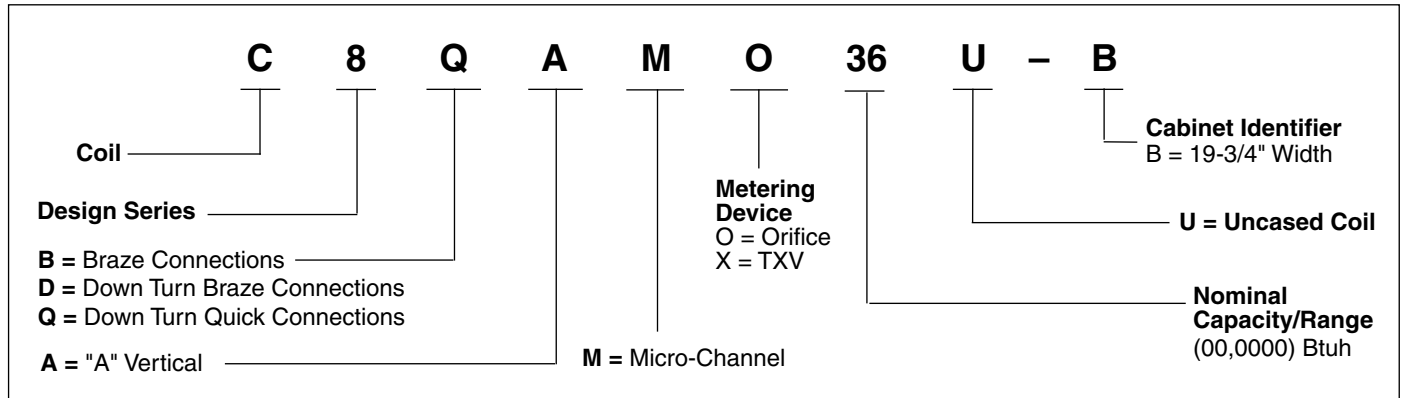 C 8 Q A M O 36 U – B
Coil
Design Series
B = Braze Connections
D = Down Turn Braze Connections
Q = Down Turn Quick Connections
A = "A" Vertical
M = Micro-Channel
Metering
Device
O = Orifice
X = TXV
Cabinet Identifier
B = 19-3/4" Width
U = Uncased Coil
Nominal
Capacity/Range
(00,0000) Btuh